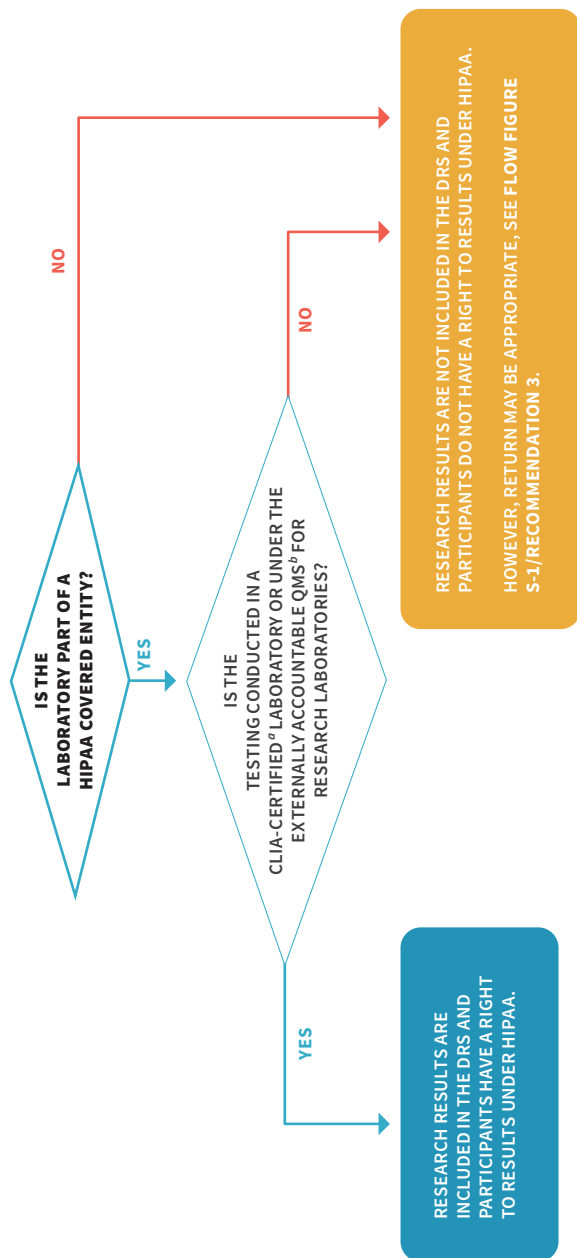 IS THE
LABORATORY PART OF A
HIPAA COVERED ENTITY?
NO
YES
IS THE
TESTING CONDUCTED IN A
CLIA-CERTIFIEDᵃ LABORATORY OR UNDER THE
EXTERNALLY ACCOUNTABLE QMSᵇ FOR
RESEARCH LABORATORIES?
YES
NO
RESEARCH RESULTS ARE
INCLUDED IN THE DRS AND
PARTICIPANTS HAVE A RIGHT
TO RESULTS UNDER HIPAA.
RESEARCH RESULTS ARE NOT INCLUDED IN THE DRS AND
PARTICIPANTS DO NOT HAVE A RIGHT TO RESULTS UNDER HIPAA.
HOWEVER, RETURN MAY BE APPROPRIATE, SEE FLOW FIGURE
S-1/RECOMMENDATION 3.